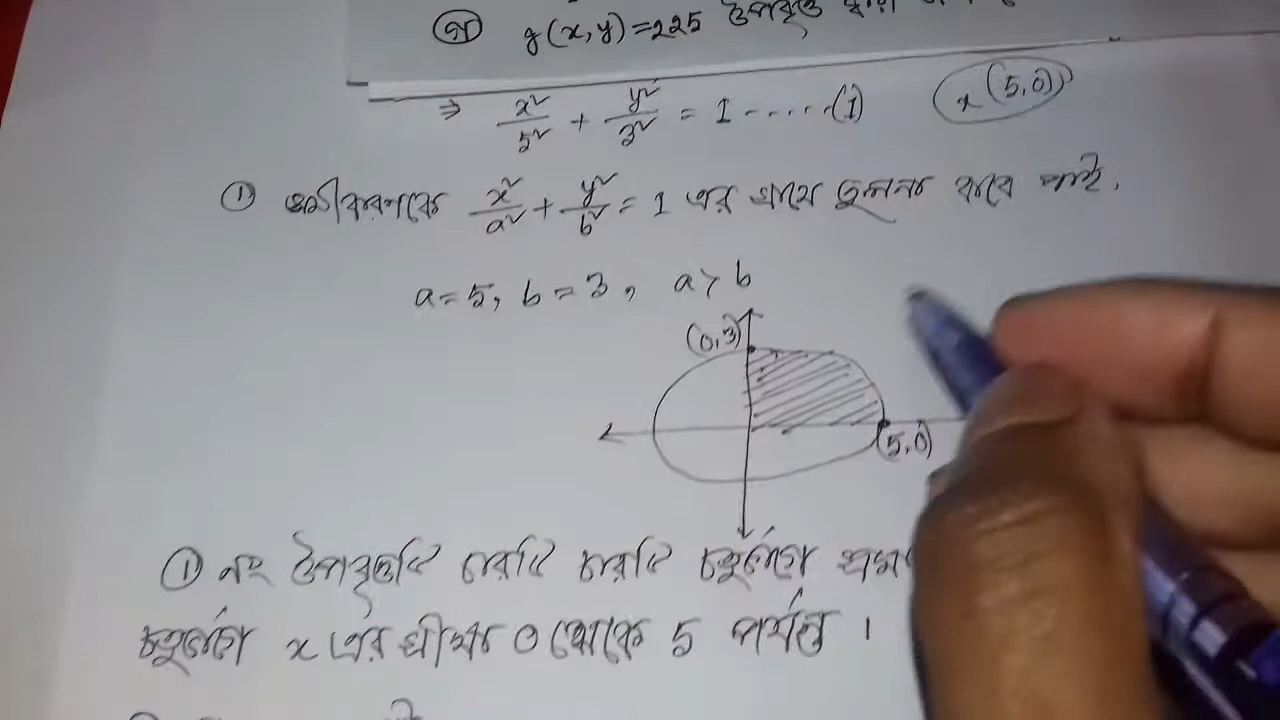 গ g(x,y)=225 উপবৃত্ত দ্বারা
⇒ x²/5² + y²/3² = 1 ------(1) x(5,0)
① সমীকরণকে x²/a² + y²/b² = 1 এর সাথে তুলনা করে পাই,
a=5, b=3, a>b
(0,3)
(5,0)
① নং উপবৃত্তটি চারটি চতুর্ভাগে
চতুর্ভাগে x এর সীমা 0 থেকে 5 পর্যন্ত ।